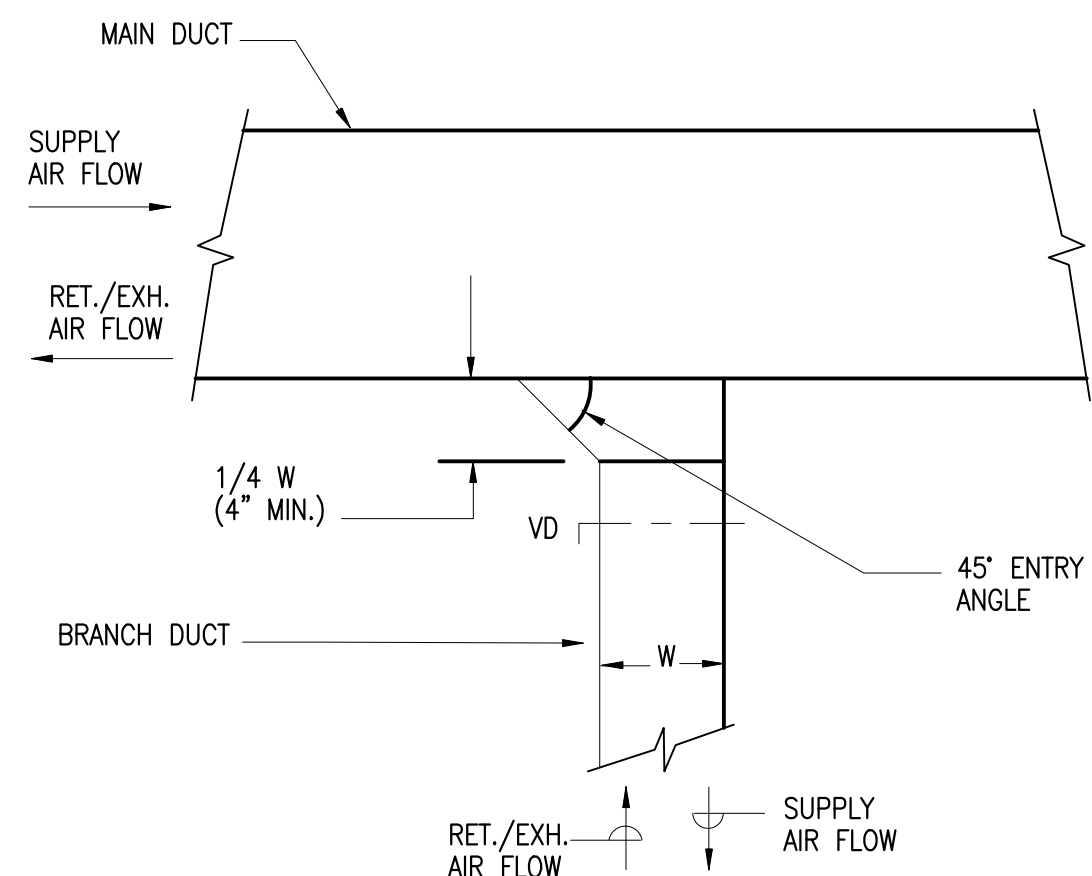 MAIN DUCT
SUPPLY
AIR FLOW
RET./EXH.
AIR FLOW
1/4 W
(4” MIN.)
VD
45° ENTRY
ANGLE
BRANCH DUCT
W
RET./EXH.
AIR FLOW
SUPPLY
AIR FLOW